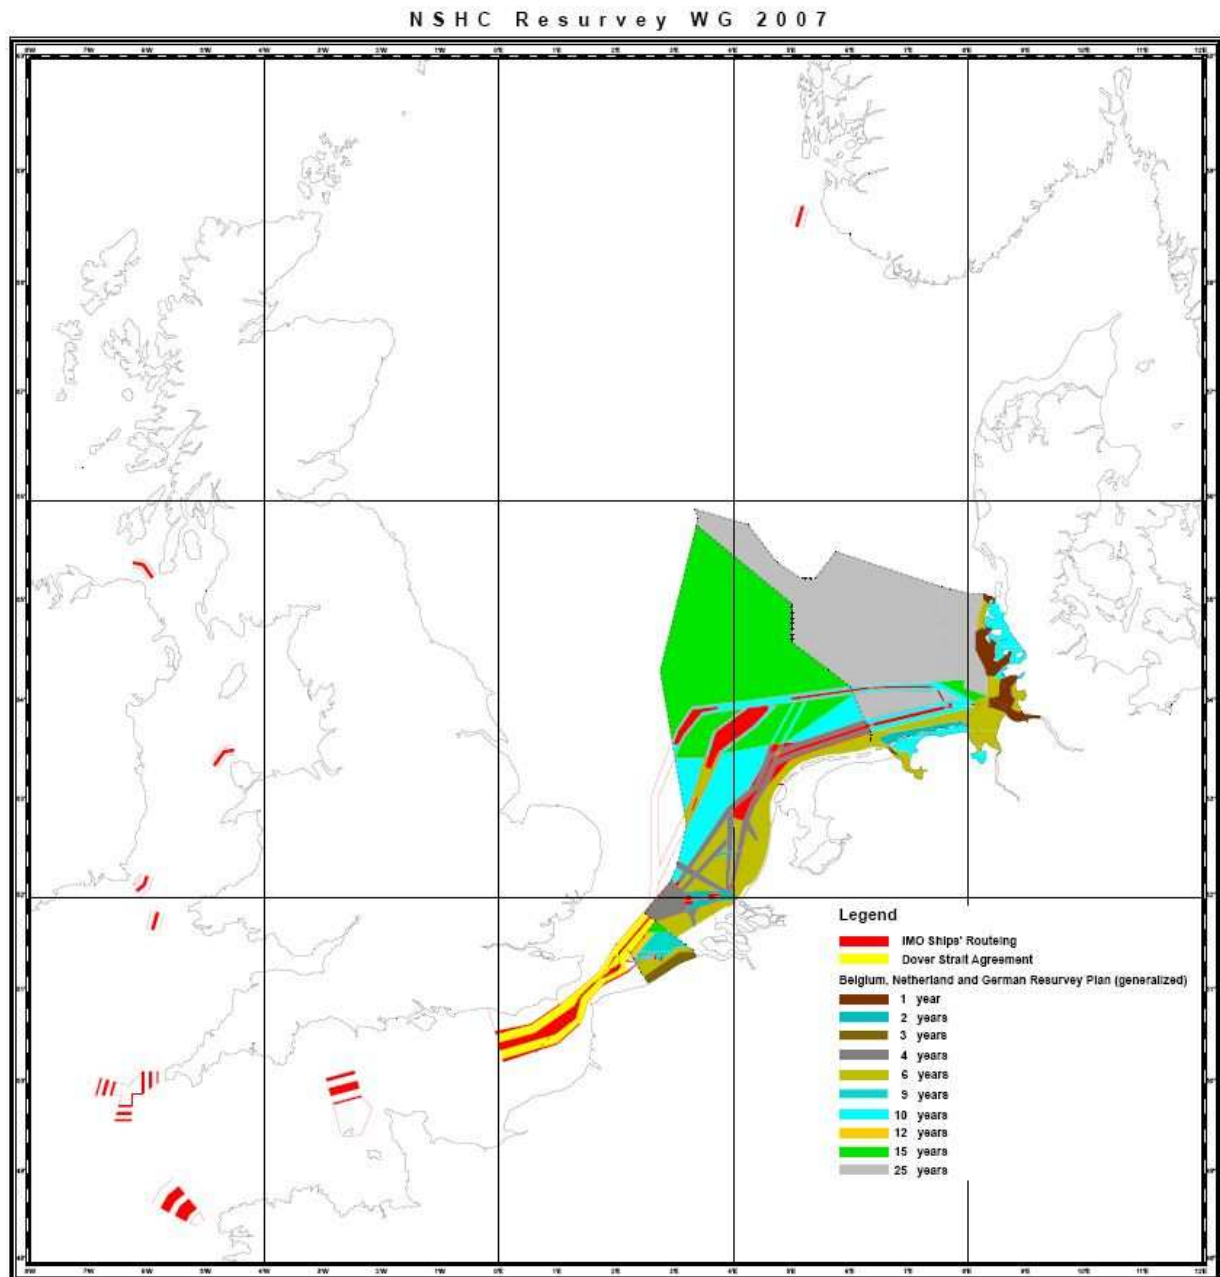 NSHC Resurvey WG 2007
Legend
IMO Ships' Routeing
Dover Strait Agreement
Belgium, Netherland and German Resurvey Plan (generalized)
1 year
2 years
3 years
4 years
6 years
9 years
10 years
12 years
15 years
25 years